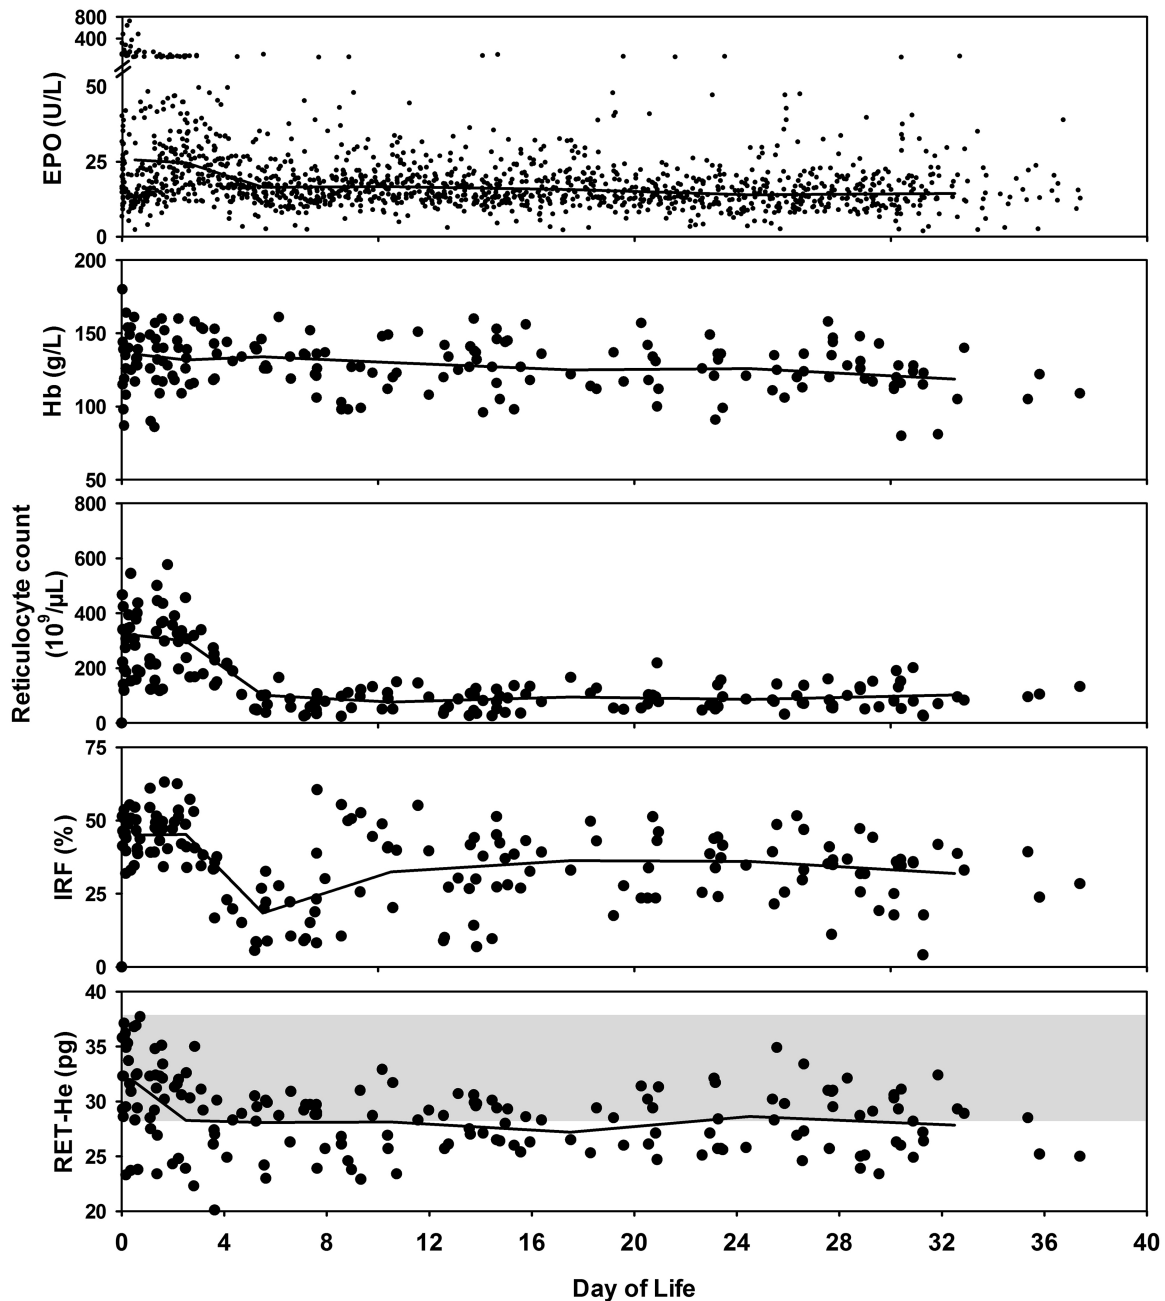 800
400
50
25
0
EPO (U/L)
200
150
100
50
Hb (g/L)
800
600
400
200
0
Reticulocyte count
(10⁹/µL)
75
50
25
0
IRF (%)
40
35
30
25
20
RET-He (pg)
0 4 8 12 16 20 24 28 32 36 40
Day of Life